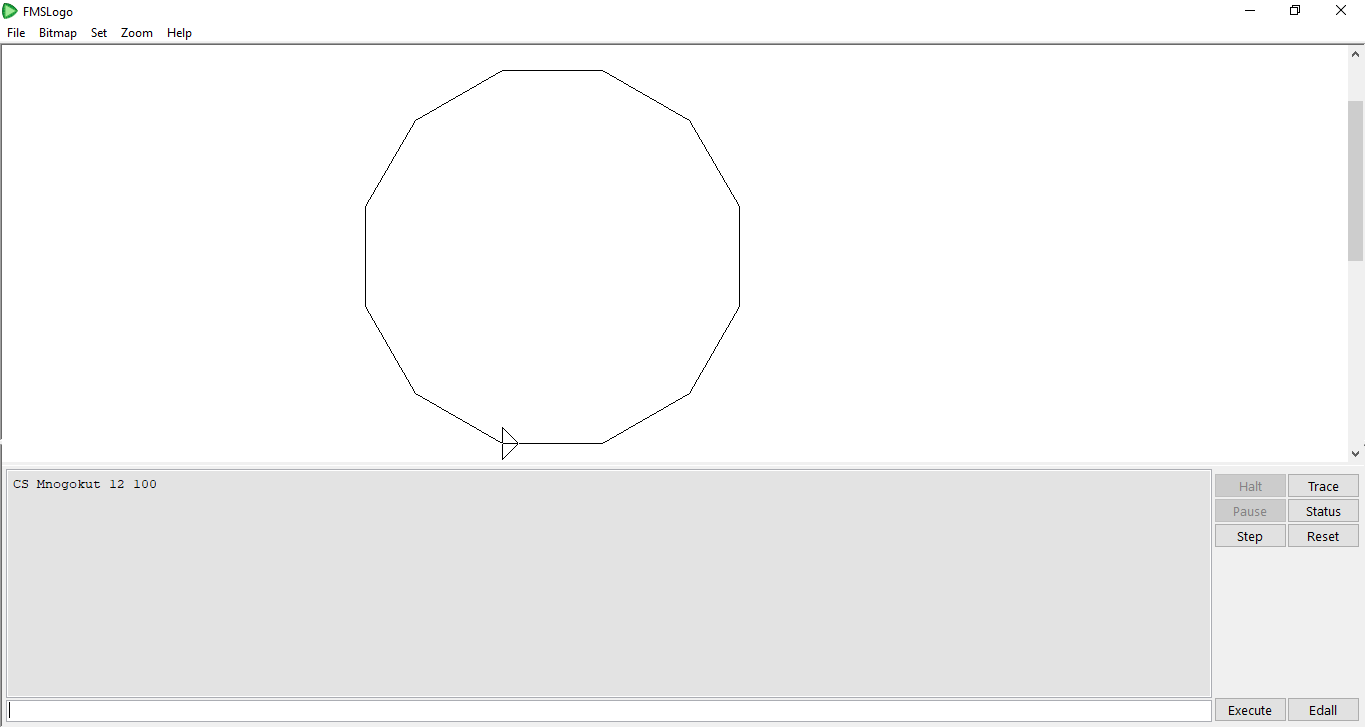 FMSLogo
File Bitmap Set Zoom Help
CS Mnogokut 12 100
Halt Trace
Pause Status
Step Reset
Execute Edall